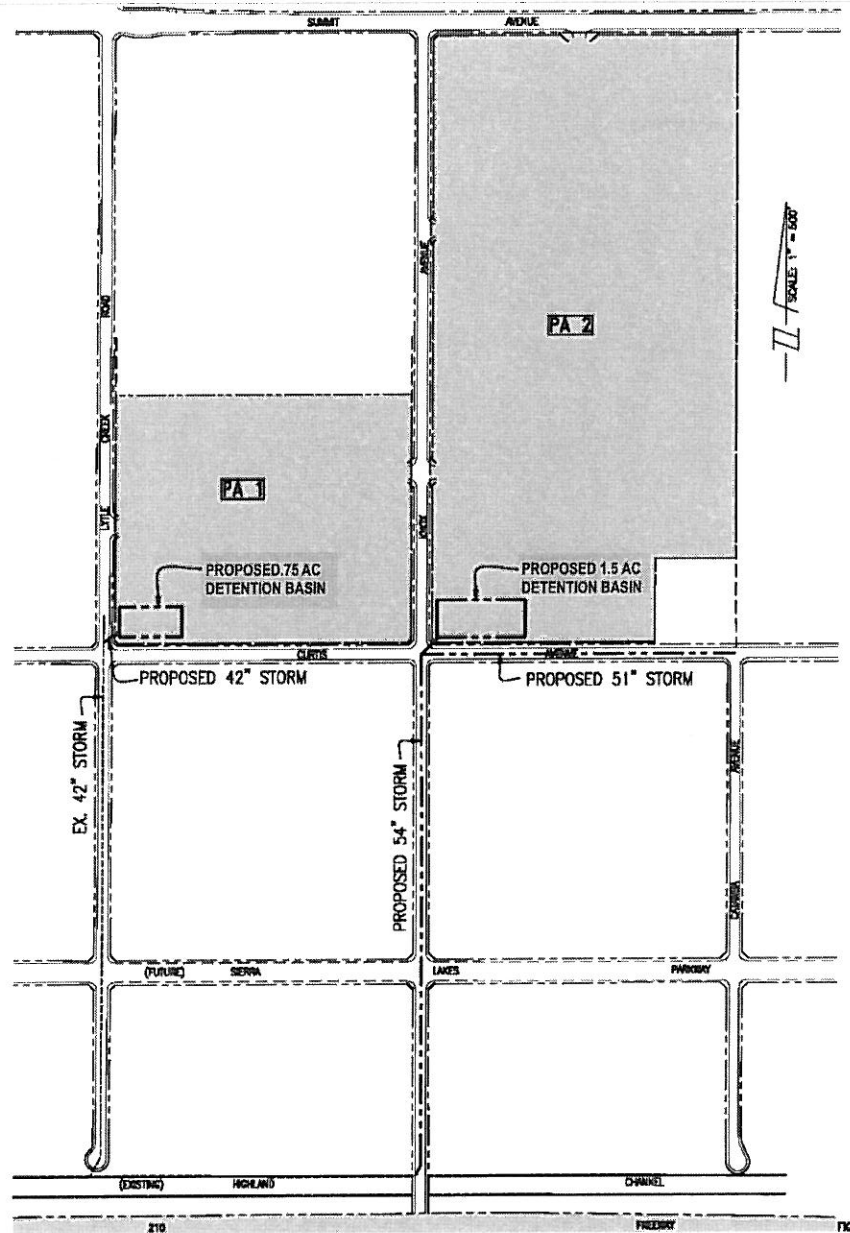 SUMMIT AVENUE
SCALE: 1" = 500'
ROAD
AVENUE
PA 2
CREEK
PA 1
LYTLE
KNOX
PROPOSED.75 AC
DETENTION BASIN
PROPOSED 1.5 AC
DETENTION BASIN
CURTIS AVENUE
PROPOSED 42" STORM
PROPOSED 51" STORM
EX. 42" STORM
PROPOSED 54" STORM
AVENUE
(FUTURE) SIERRA LAKES PARKWAY
(EXISTING) HIGHLAND CHANNEL
210 FREEWAY